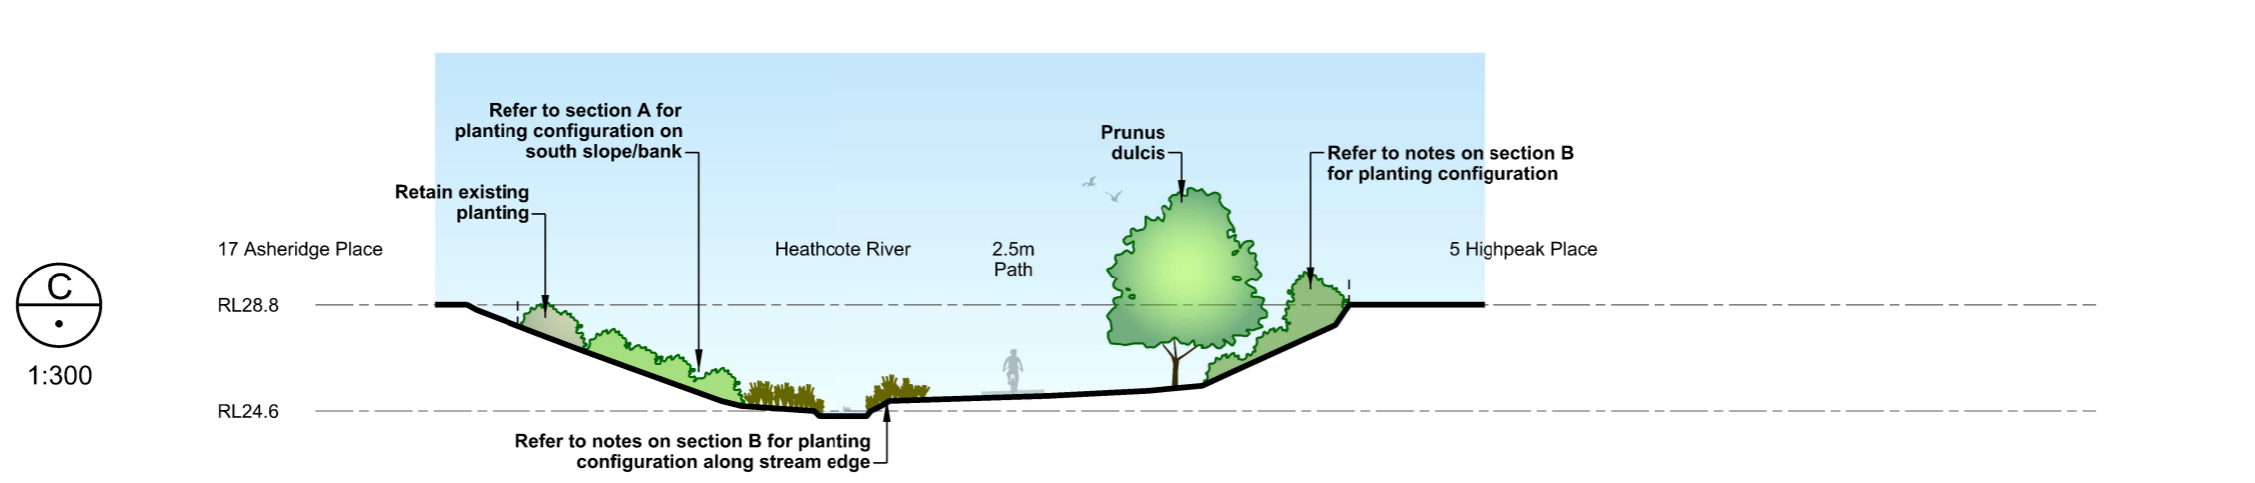 Refer to section A for
planting configuration on
south slope/bank
Prunus
dulcis
Refer to notes on section B
for planting configuration
Retain existing
planting
17 Asheridge Place
Heathcote River
2.5m
Path
5 Highpeak Place
C
1:300
RL28.8
RL24.6
Refer to notes on section B for planting
configuration along stream edge